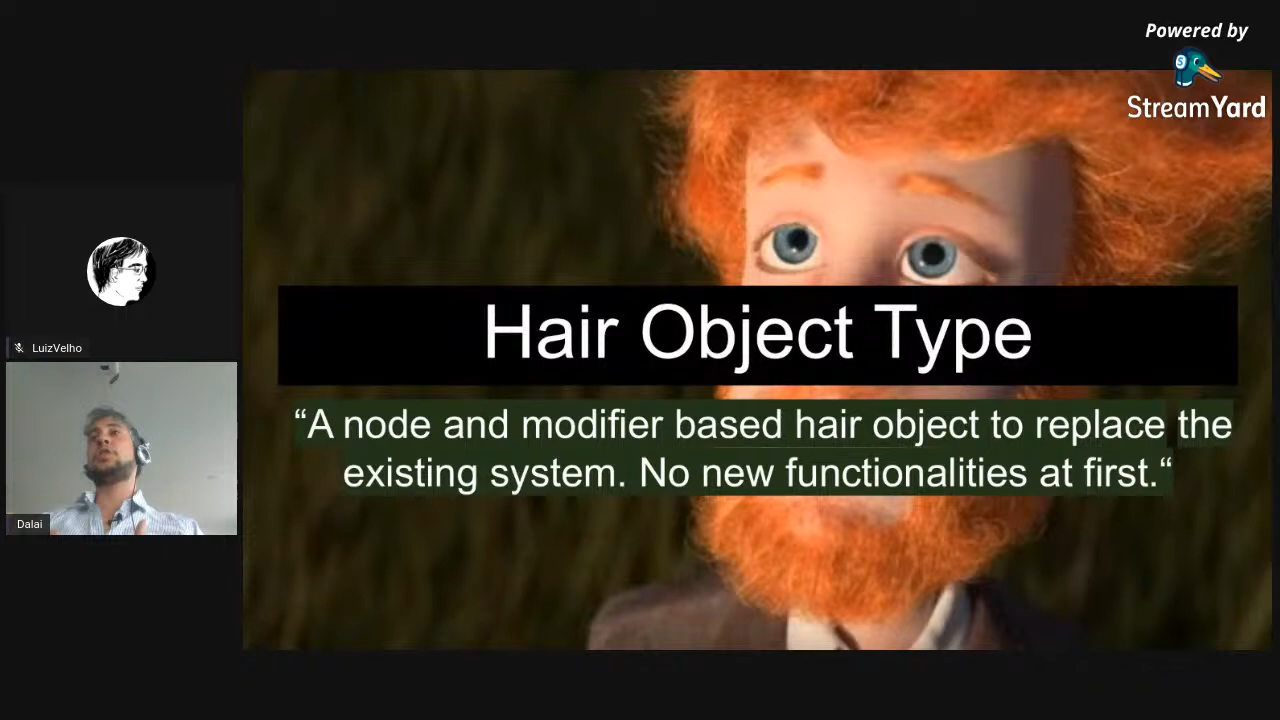 Powered by
StreamYard
Hair Object Type
“A node and modifier based hair object to replace the
existing system. No new functionalities at first.“
LuizVelho
Dalai